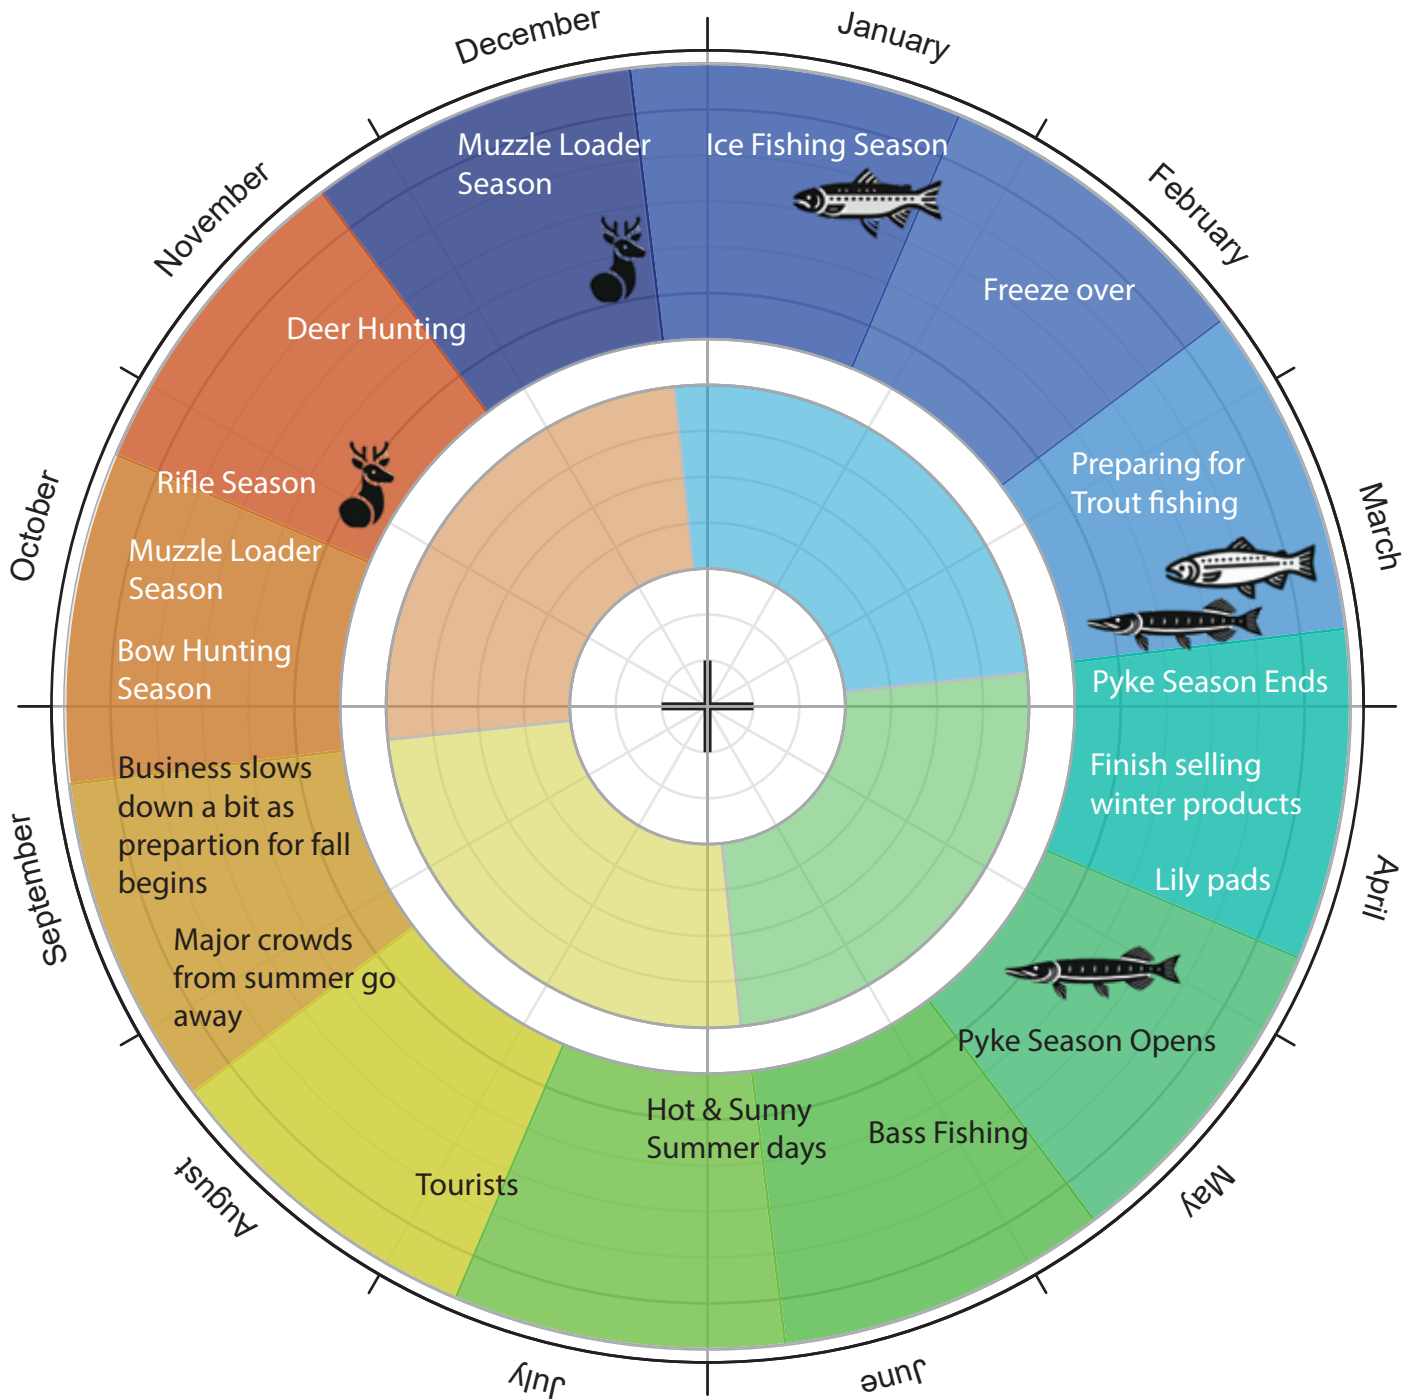 December
January
November
February
October
March
September
April
August
May
July
June
Muzzle Loader
Season
Ice Fishing Season
Freeze over
Deer Hunting
Preparing for
Trout fishing
Rifle Season
Muzzle Loader
Season
Bow Hunting
Season
Pyke Season Ends
Finish selling
winter products
Lily pads
Business slows
down a bit as
prepartion for fall
begins
Major crowds
from summer go
away
Pyke Season Opens
Hot & Sunny
Summer days
Bass Fishing
Tourists